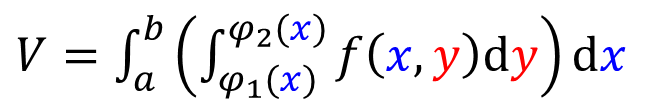 V = ∫_a^b (∫_{φ₁(x)}^{φ₂(x)} f(x, y)dy) dx